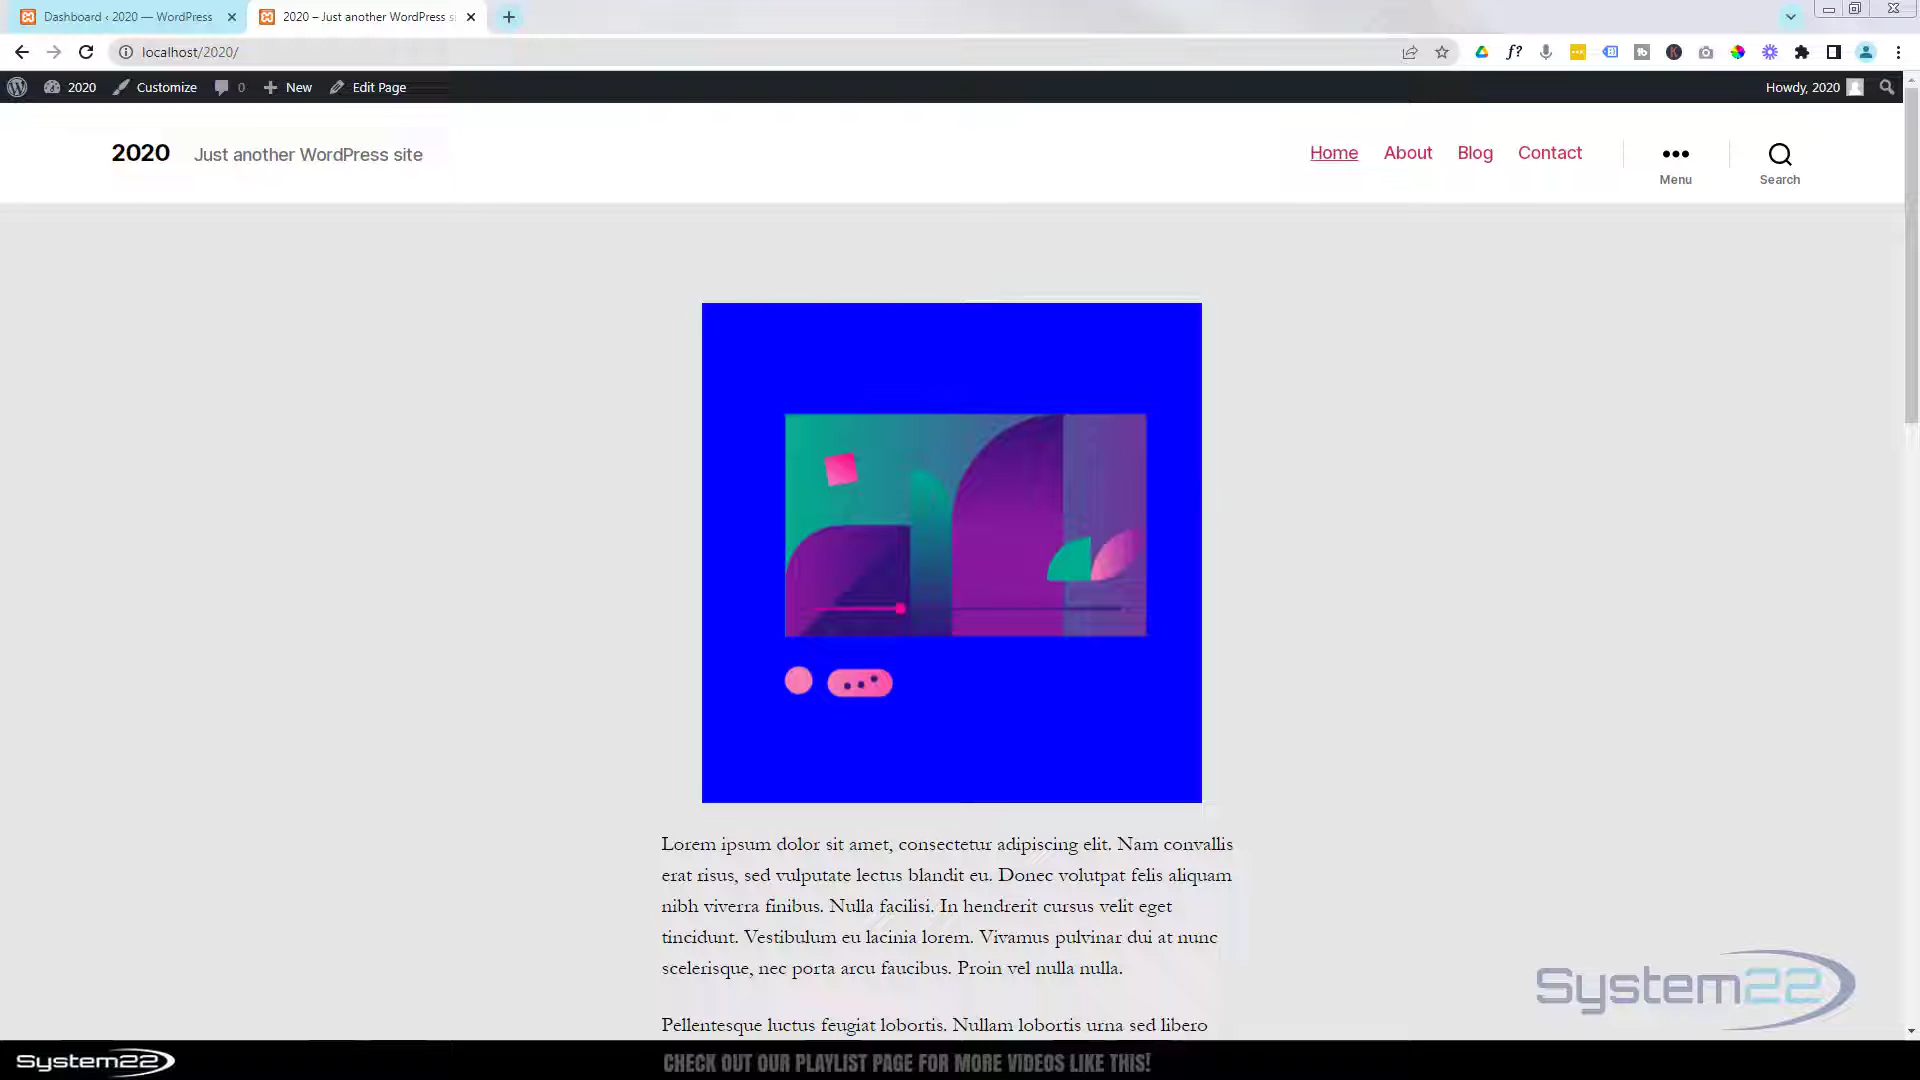 Dashboard ‹ 2020 — WordPress
2020 – Just another WordPress s
localhost/2020/
2020
Customize
0
New
Edit Page
Howdy, 2020
2020
Just another WordPress site
Home
About
Blog
Contact
Menu
Search
Lorem ipsum dolor sit amet, consectetur adipiscing elit. Nam convallis
erat risus, sed vulputate lectus blandit eu. Donec volutpat felis aliquam
nibh viverra finibus. Nulla facilisi. In hendrerit cursus velit eget
tincidunt. Vestibulum eu lacinia lorem. Vivamus pulvinar dui at nunc
scelerisque, nec porta arcu faucibus. Proin vel nulla nulla.
Pellentesque luctus feugiat lobortis. Nullam lobortis urna sed libero
System22
System22
CHECK OUT OUR PLAYLIST PAGE FOR MORE VIDEOS LIKE THIS!